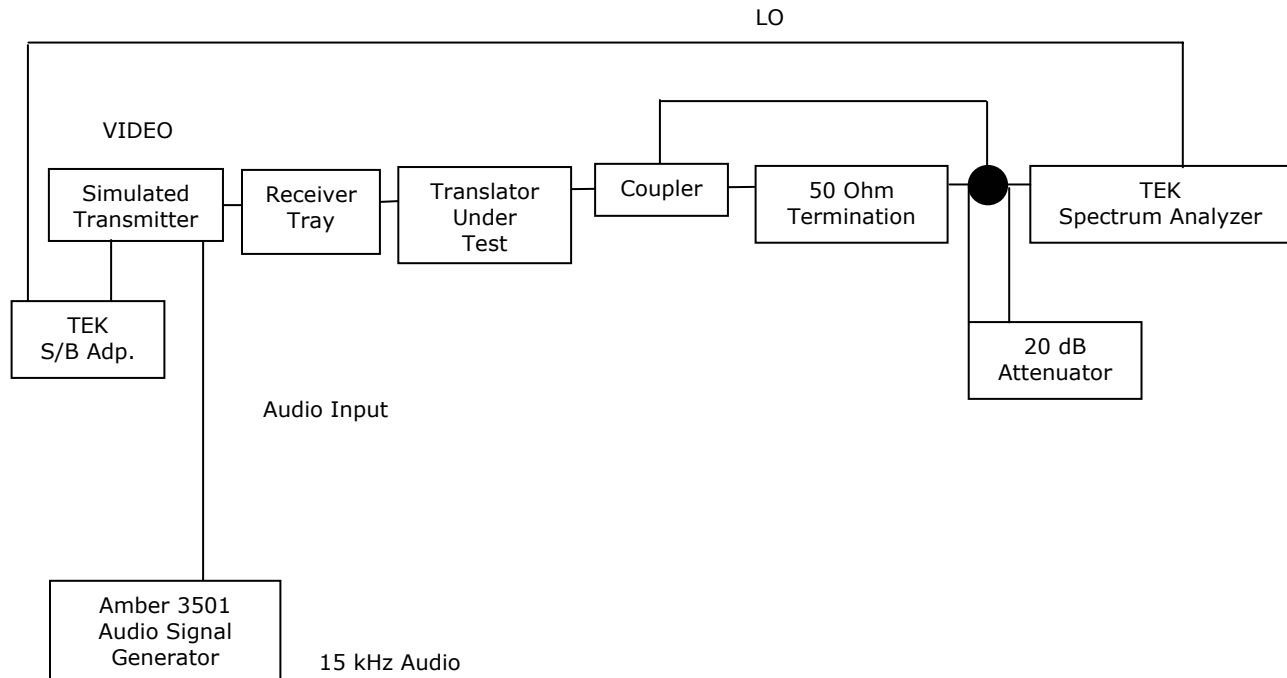 LO
VIDEO
Simulated
Transmitter
Receiver
Tray
Translator
Under
Test
Coupler
50 Ohm
Termination
TEK
Spectrum Analyzer
TEK
S/B Adp.
20 dB
Attenuator
Audio Input
Amber 3501
Audio Signal
Generator
15 kHz Audio